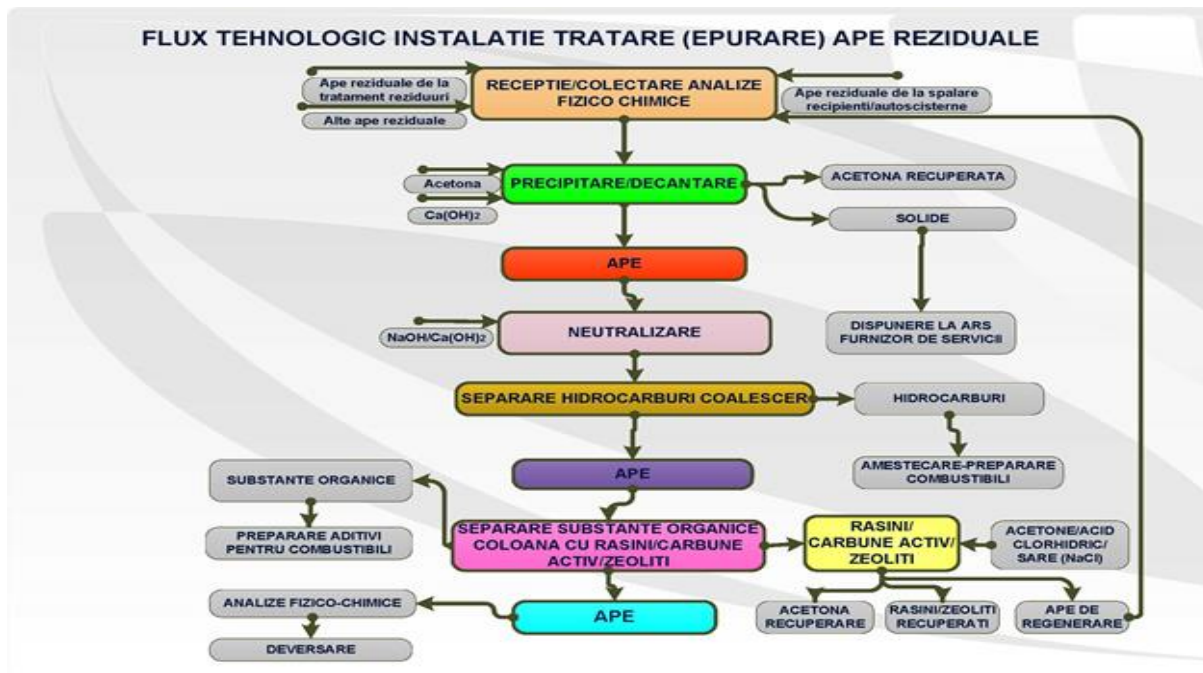 FLUX TEHNOLOGIC INSTALATIE TRATARE (EPURARE) APE REZIDUALE
Ape reziduale de la
tratament reziduuri
Alte ape reziduale
RECEPTIE/COLECTARE ANALIZE
FIZICO CHIMICE
Ape reziduale de la spalare
recipienti/autoscisterne
Acetona
Ca(OH)2
PRECIPITARE/DECANTARE
ACETONA RECUPERATA
SOLIDE
APE
DISPUNERE LA ARS
FURNIZOR DE SERVICII
NaOH/Ca(OH)2
NEUTRALIZARE
SEPARARE HIDROCARBURI COALESCER
HIDROCARBURI
AMESTECARE-PREPARARE
COMBUSTIBILI
APE
SUBSTANTE ORGANICE
PREPARARE ADITIVI
PENTRU COMBUSTIBILI
SEPARARE SUBSTANTE ORGANICE
COLOANA CU RASINI/CARBUNE
ACTIV/ZEOLITI
RASINI/
CARBUNE ACTIV/
ZEOLITI
ACETONE/ACID
CLORHIDRIC/
SARE (NaCl)
ANALIZE FIZICO-CHIMICE
DEVERSARE
APE
ACETONA
RECUPERARE
RASINI/ZEOLITI
RECUPERATI
APE DE
REGENERARE